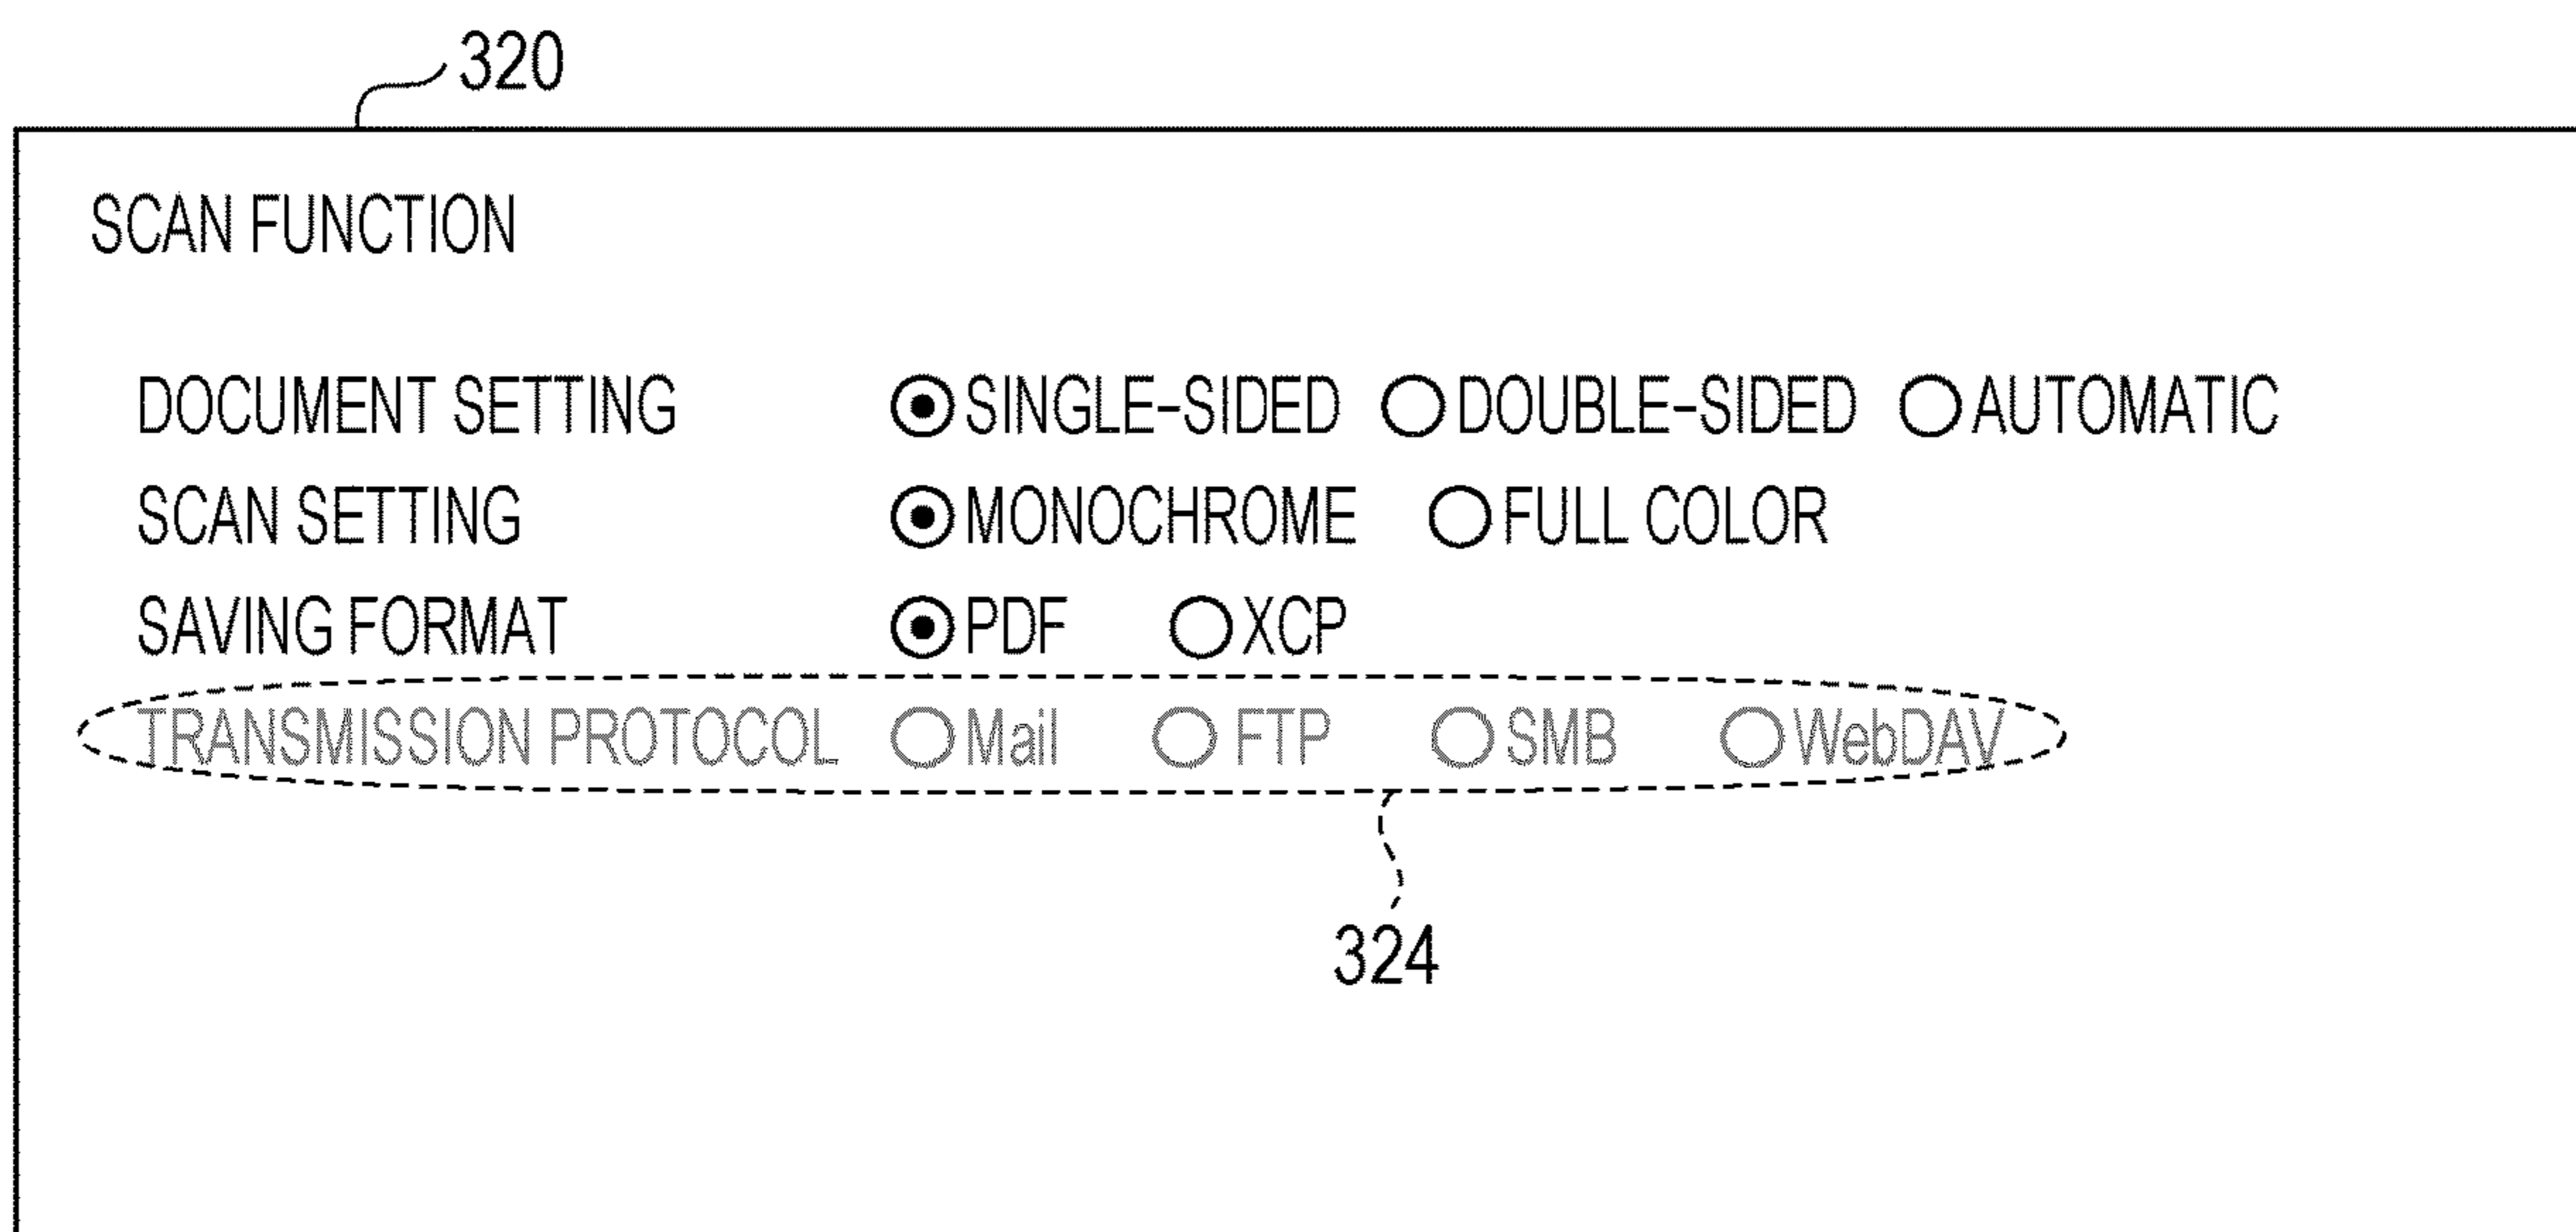 320
SCAN FUNCTION
DOCUMENT SETTING SINGLE-SIDED DOUBLE-SIDED AUTOMATIC
SCAN SETTING MONOCHROME FULL COLOR
SAVING FORMAT PDF XCP
TRANSMISSION PROTOCOL Mail FTP SMB WebDAV
324